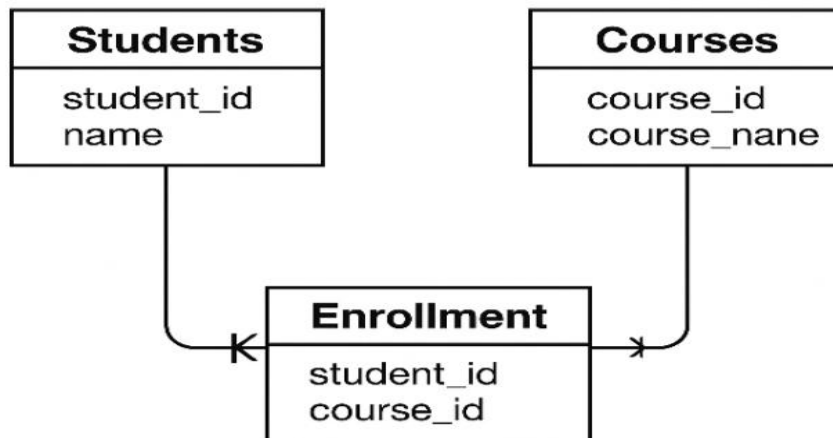 Students
student_id
name
Courses
course_id
course_nane
Enrollment
student_id
course_id